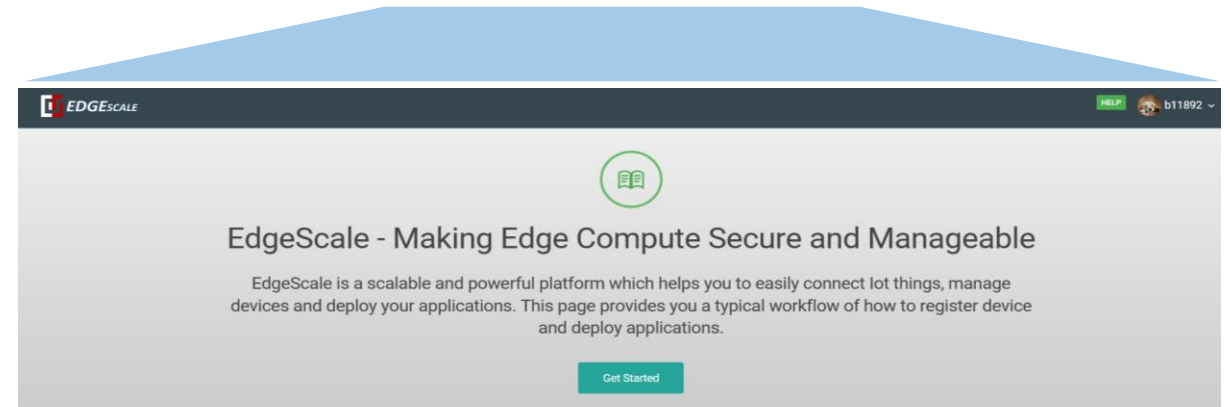 EDGESCALE
HELP
b11892
EdgeScale - Making Edge Compute Secure and Manageable
EdgeScale is a scalable and powerful platform which helps you to easily connect Iot things, manage
devices and deploy your applications. This page provides you a typical workflow of how to register device
and deploy applications.
Get Started